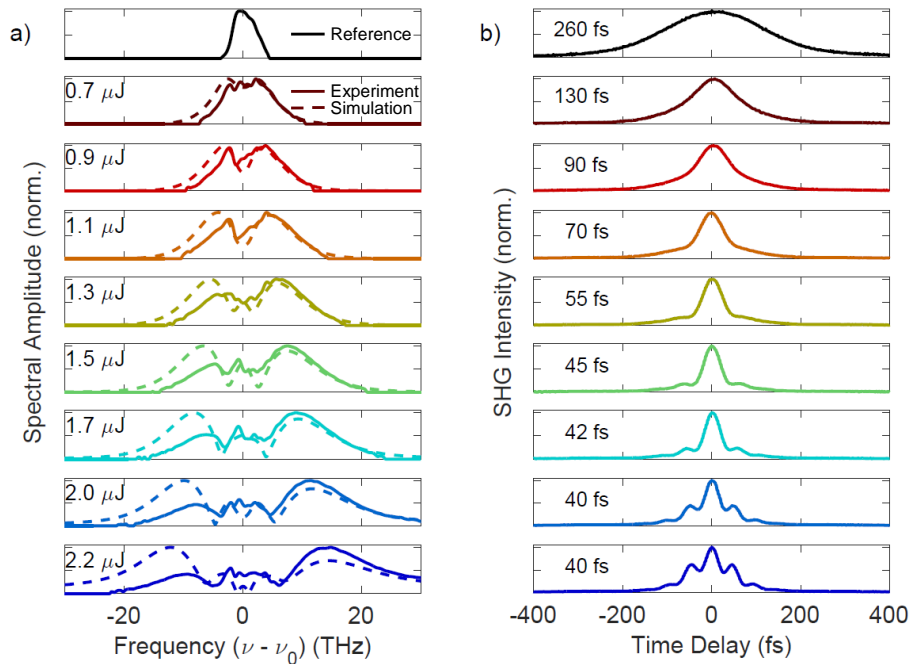 a)
Spectral Amplitude (norm.)
Reference
0.7 μJ
Experiment
Simulation
0.9 μJ
1.1 μJ
1.3 μJ
1.5 μJ
1.7 μJ
2.0 μJ
2.2 μJ
-20 0 20
Frequency (ν - ν0) (THz)
b)
SHG Intensity (norm.)
260 fs
130 fs
90 fs
70 fs
55 fs
45 fs
42 fs
40 fs
40 fs
-400 -200 0 200 400
Time Delay (fs)